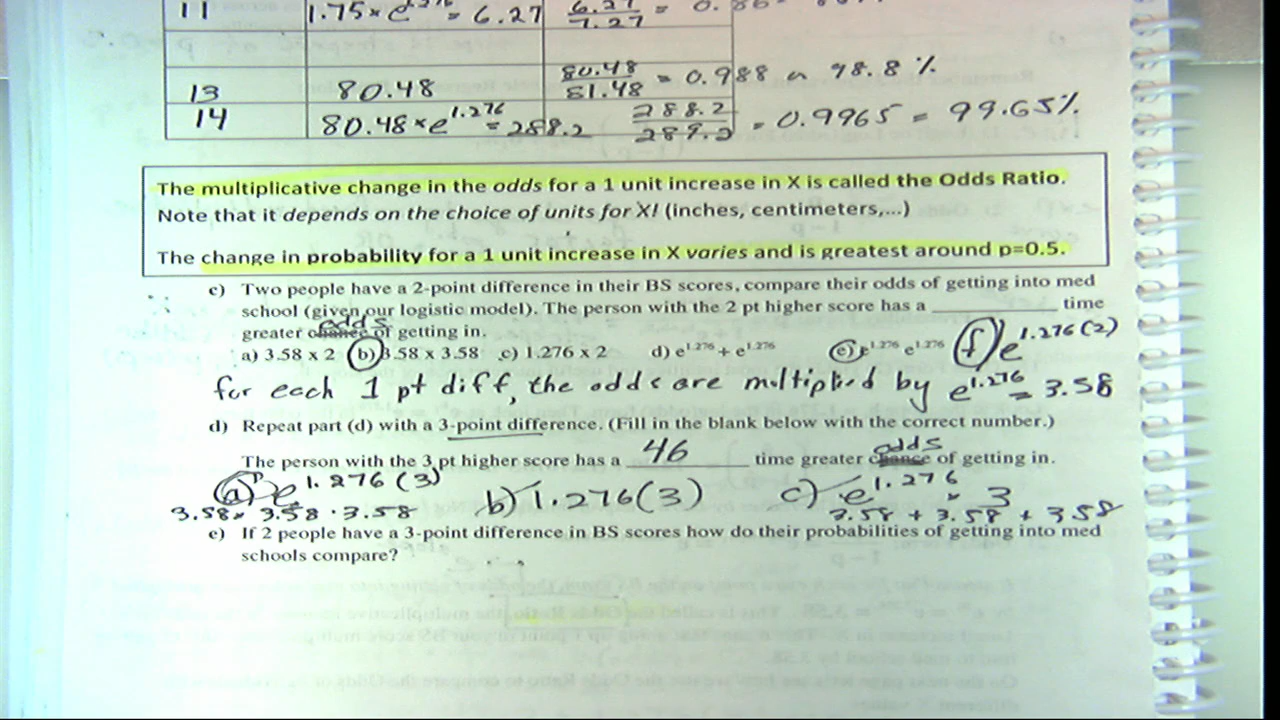 11 1.75 × e^1.276 = 6.27 6.27/7.27 = 0.86
13 80.48 80.48/81.48 = 0.988 or 98.8%
14 80.48 × e^1.276 = 288.2 288.2/289.2 = 0.9965 = 99.65%
The multiplicative change in the odds for a 1 unit increase in X is called the Odds Ratio.
Note that it depends on the choice of units for X! (inches, centimeters,...)
The change in probability for a 1 unit increase in X varies and is greatest around p=0.5.
c) Two people have a 2-point difference in their BS scores, compare their odds of getting into med
school (given our logistic model). The person with the 2 pt higher score has a ________ time
odds
greater chance of getting in.
a) 3.58 x 2 (b) 3.58 x 3.58 c) 1.276 x 2 d) e^1.276 + e^1.276 (e) e^1.276 e^1.276 (f) e^1.276(2)
for each 1 pt diff, the odds are multiplied by e^1.276 = 3.58
d) Repeat part (d) with a 3-point difference. (Fill in the blank below with the correct number.)
odds
The person with the 3 pt higher score has a 46 time greater chance of getting in.
(a) e^1.276(3) b) 1.276(3) c) e^1.276 · 3
3.58 · 3.58 · 3.58 3.58 + 3.58 + 3.58
e) If 2 people have a 3-point difference in BS scores how do their probabilities of getting into med
schools compare?